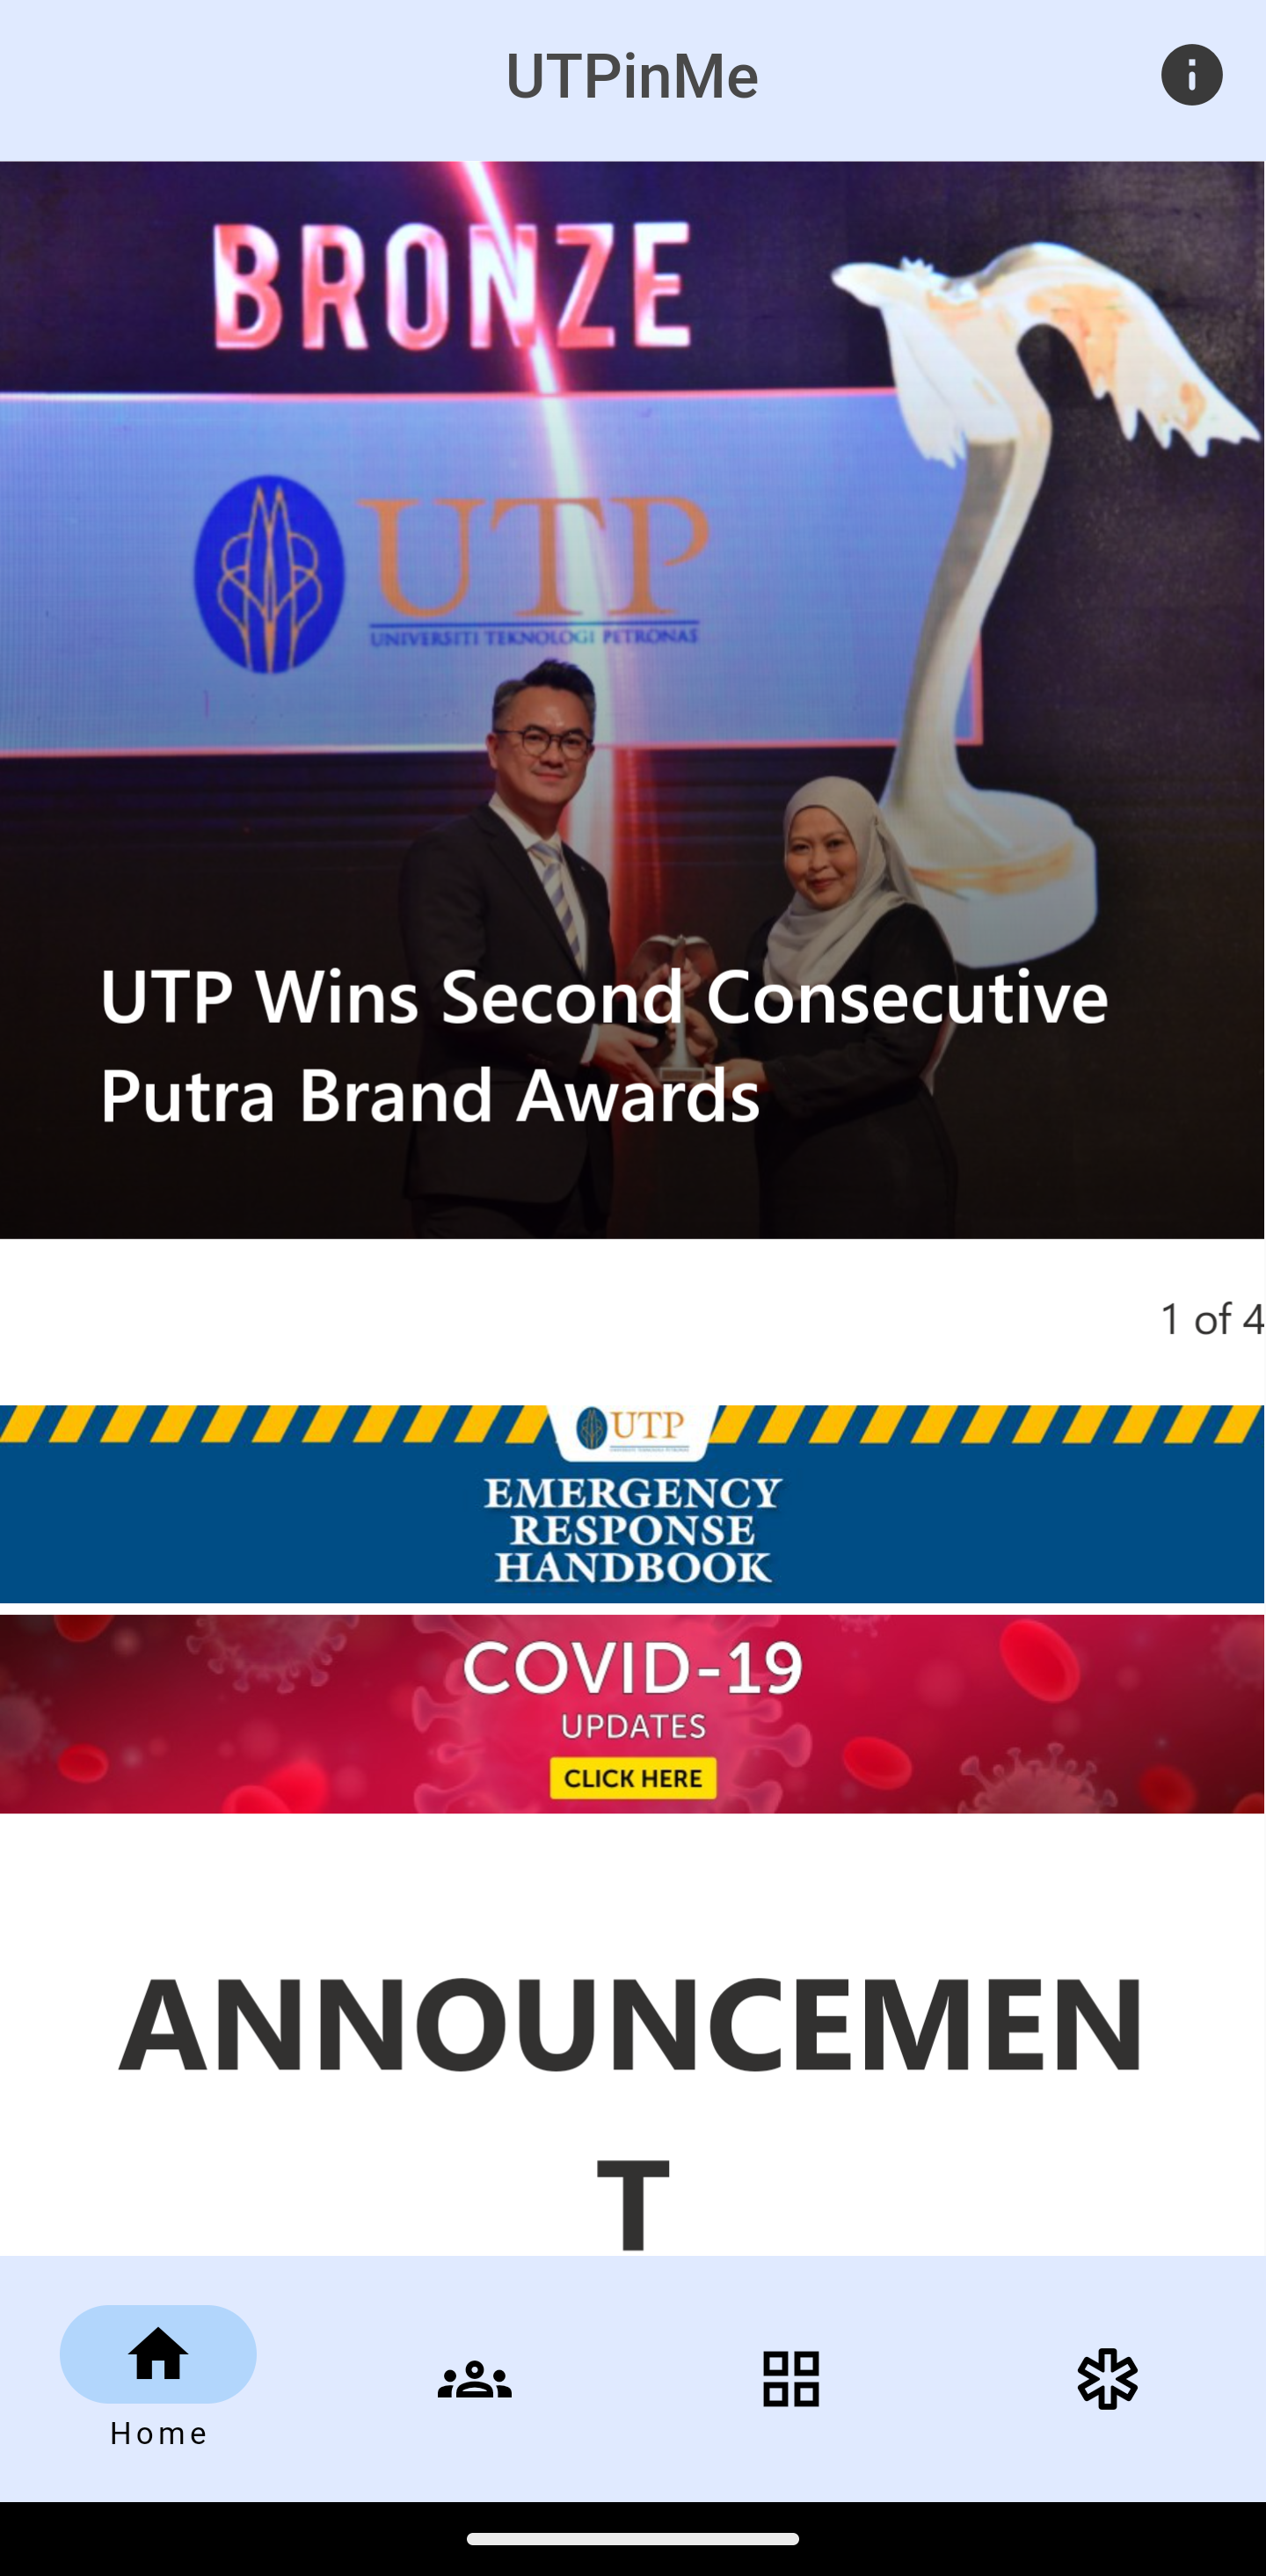 UTPinMe
BRONZE
UTP
UNIVERSITI TEKNOLOGI PETRONAS
UTP Wins Second Consecutive
Putra Brand Awards
1 of 4
UTP
EMERGENCY
RESPONSE
HANDBOOK
COVID-19
UPDATES
CLICK HERE
ANNOUNCEMEN
T
Home